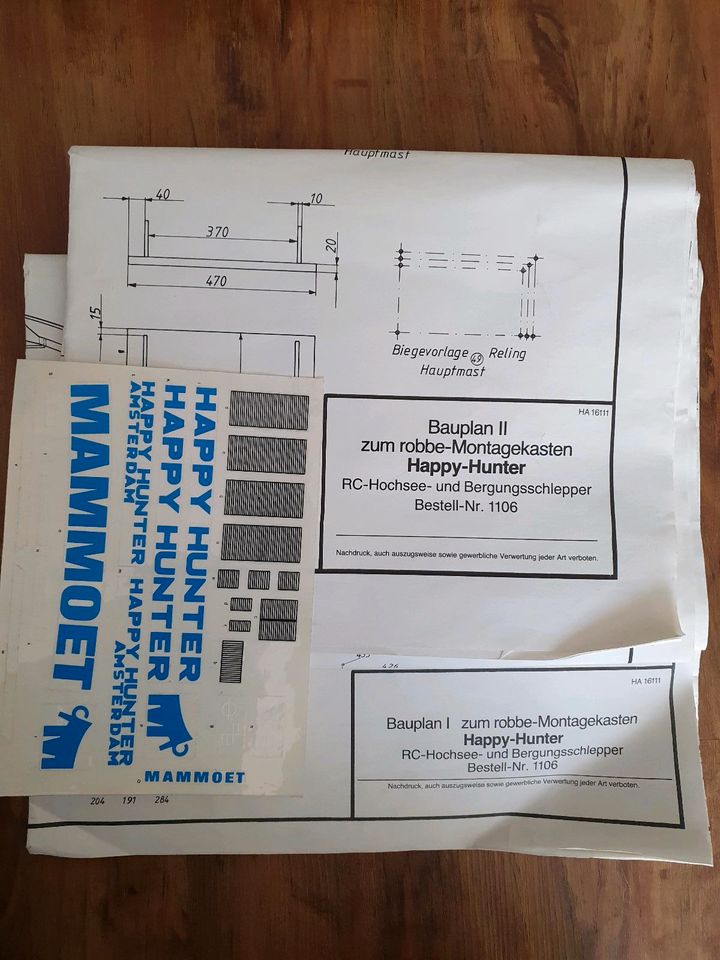 Hauptmast
40
10
370
20
470
15
Biegevorlage 49 Reling
Hauptmast
HA 16111
Bauplan II
zum robbe-Montagekasten
Happy-Hunter
RC-Hochsee- und Bergungsschlepper
Bestell-Nr. 1106
Nachdruck, auch auszugsweise sowie gewerbliche Verwertung jeder Art verboten.
HAPPY HUNTER
HAPPY HUNTER
HAPPY HUNTER HAPPY HUNTER
AMSTERDAM AMSTERDAM
MAMMOET
MAMMOET
HA 16111
Bauplan I zum robbe-Montagekasten
Happy-Hunter
RC-Hochsee- und Bergungsschlepper
Bestell-Nr. 1106
Nachdruck, auch auszugsweise sowie gewerbliche Verwertung jeder Art verboten.
204 191 284